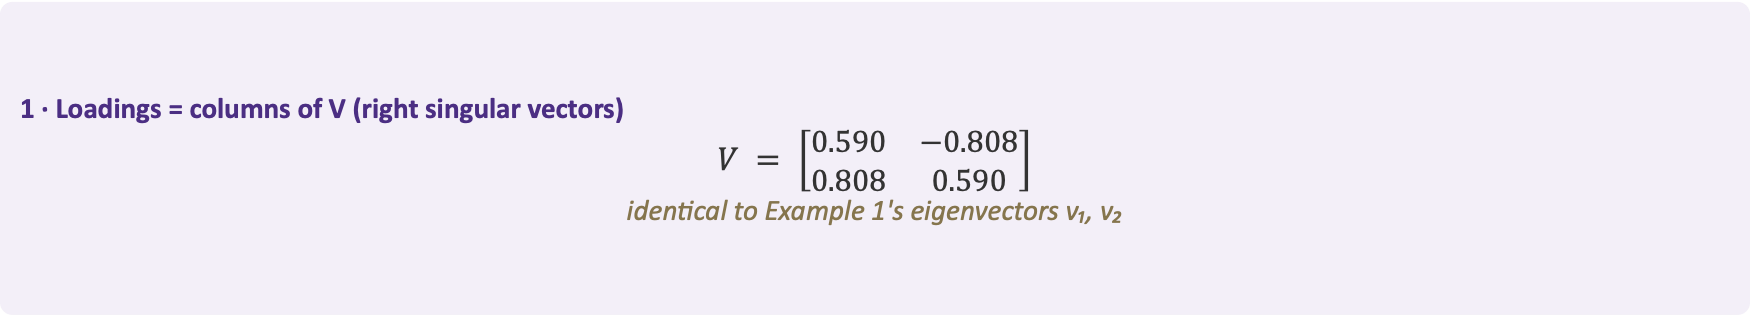 1 · Loadings = columns of V (right singular vectors)
V = [0.590 −0.808
0.808 0.590]
identical to Example 1's eigenvectors v₁, v₂